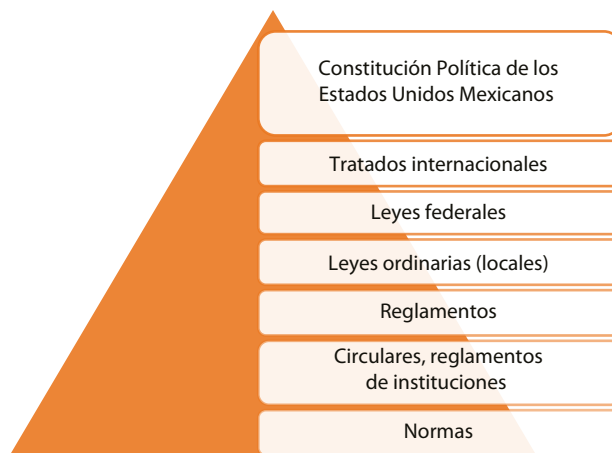 Constitución Política de los
Estados Unidos Mexicanos
Tratados internacionales
Leyes federales
Leyes ordinarias (locales)
Reglamentos
Circulares, reglamentos
de instituciones
Normas